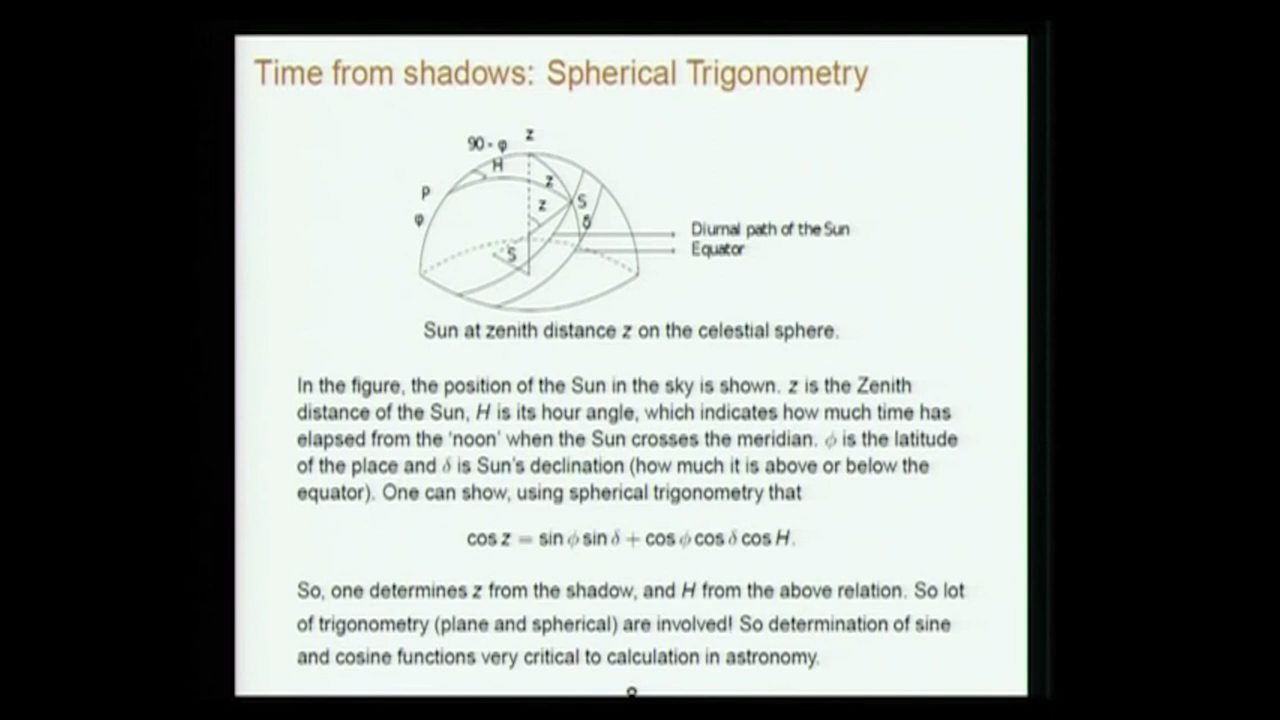 Time from shadows: Spherical Trigonometry
90 - φ
z
H
P
z
φ
z
S
δ
S
Diurnal path of the Sun
Equator
Sun at zenith distance z on the celestial sphere.
In the figure, the position of the Sun in the sky is shown. z is the Zenith
distance of the Sun, H is its hour angle, which indicates how much time has
elapsed from the 'noon' when the Sun crosses the meridian. ϕ is the latitude
of the place and δ is Sun's declination (how much it is above or below the
equator). One can show, using spherical trigonometry that
cos z = sin ϕ sin δ + cos ϕ cos δ cos H.
So, one determines z from the shadow, and H from the above relation. So lot
of trigonometry (plane and spherical) are involved! So determination of sine
and cosine functions very critical to calculation in astronomy.